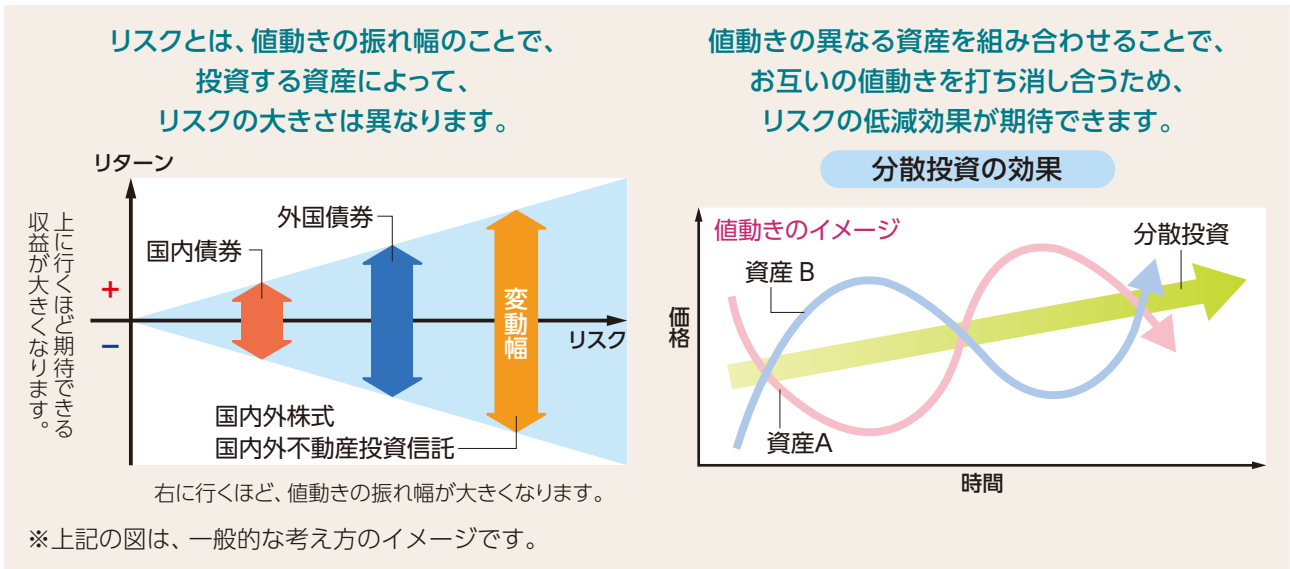 リスクとは、値動きの振れ幅のことで、
投資する資産によって、
リスクの大きさは異なります。
リターン
上に行くほど期待できる
収益が大きくなります。
+
−
国内債券
外国債券
変動幅
リスク
国内外株式
国内外不動産投資信託
右に行くほど、値動きの振れ幅が大きくなります。
※上記の図は、一般的な考え方のイメージです。
値動きの異なる資産を組み合わせることで、
お互いの値動きを打ち消し合うため、
リスクの低減効果が期待できます。
分散投資の効果
値動きのイメージ
分散投資
資産 B
価格
資産A
時間